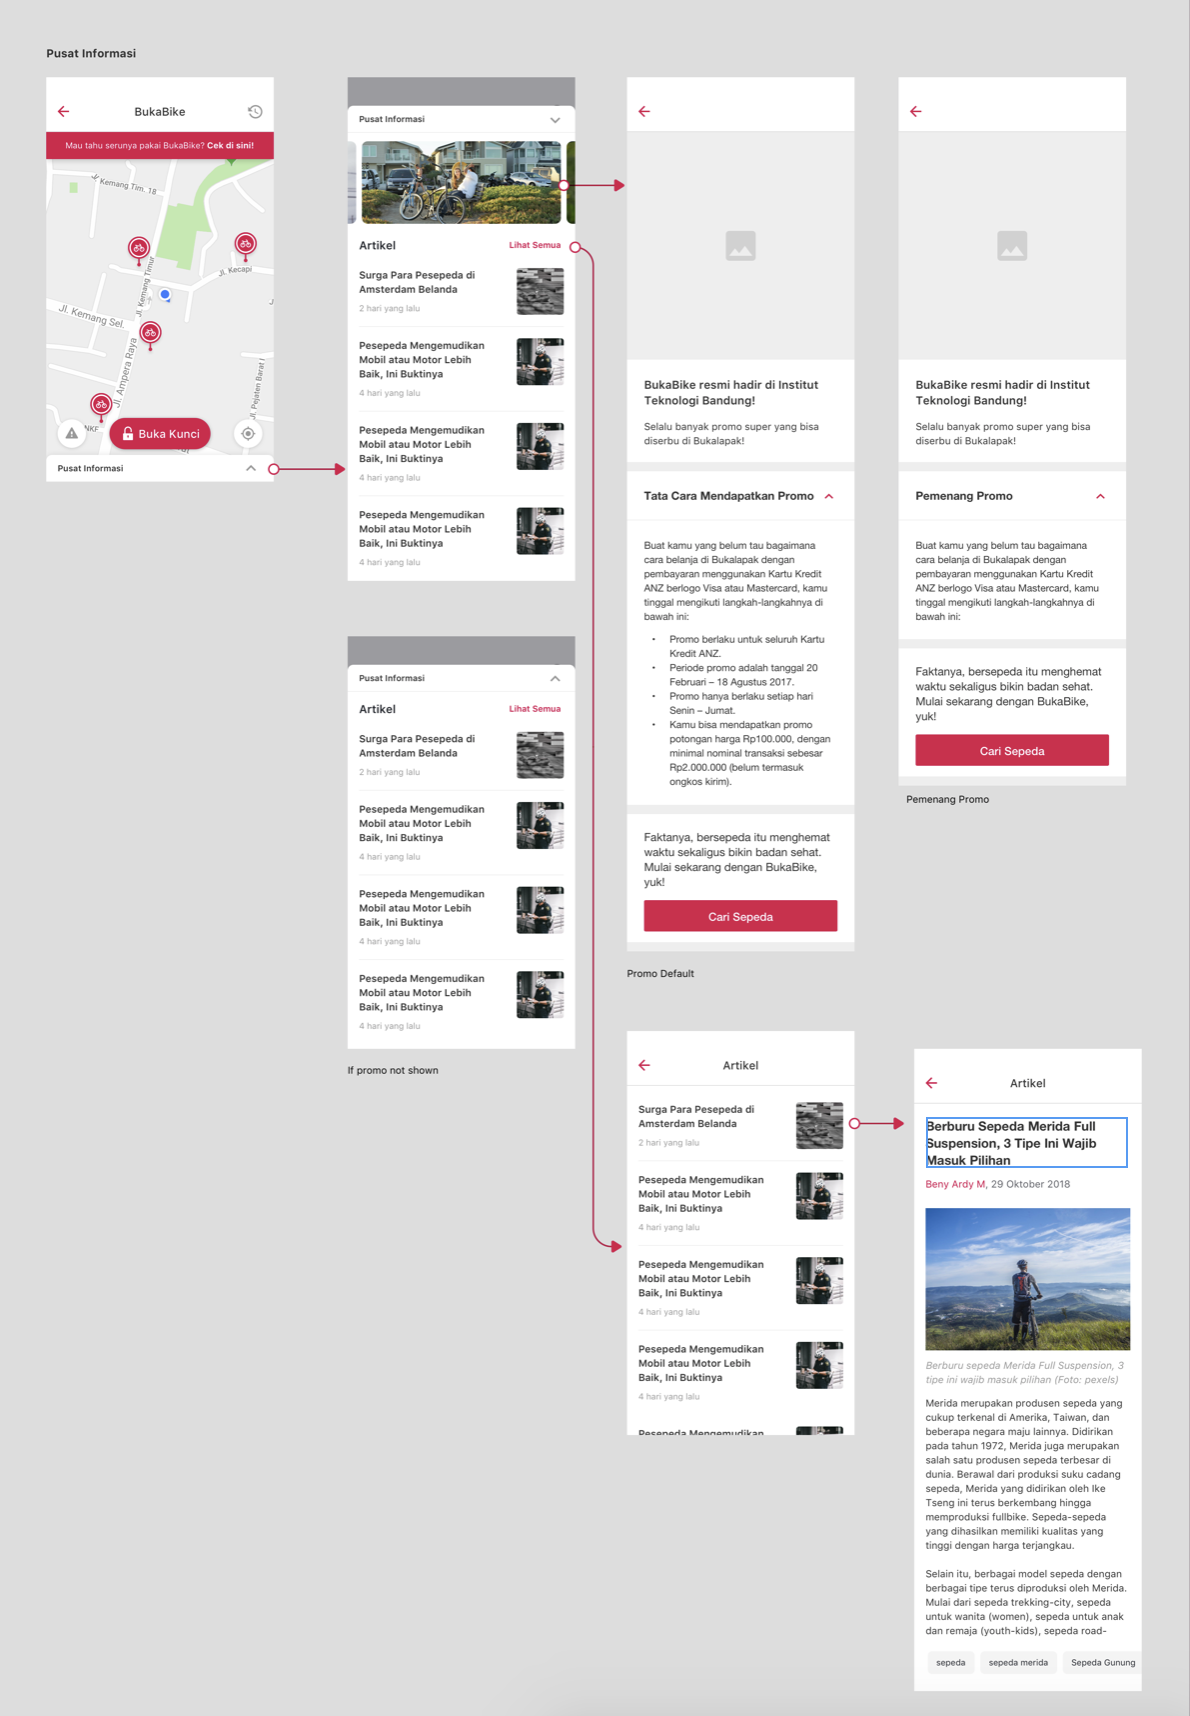 Pusat Informasi
BukaBike
Mau tahu serunya pakai BukaBike? Cek di sini!
Jl. Kemang Tim. 18
Jl. Kecapi
Jl. Kemang Timur
Jl. Kemang Sel.
Jl. Ampera Raya
Jl. Pejaten Barat I
NKF
Buka Kunci
Pusat Informasi
Pusat Informasi
Artikel
Lihat Semua
Surga Para Pesepeda di
Amsterdam Belanda
2 hari yang lalu
Pesepeda Mengemudikan
Mobil atau Motor Lebih
Baik, Ini Buktinya
4 hari yang lalu
Pesepeda Mengemudikan
Mobil atau Motor Lebih
Baik, Ini Buktinya
4 hari yang lalu
Pesepeda Mengemudikan
Mobil atau Motor Lebih
Baik, Ini Buktinya
4 hari yang lalu
Pusat Informasi
Artikel
Lihat Semua
Surga Para Pesepeda di
Amsterdam Belanda
2 hari yang lalu
Pesepeda Mengemudikan
Mobil atau Motor Lebih
Baik, Ini Buktinya
4 hari yang lalu
Pesepeda Mengemudikan
Mobil atau Motor Lebih
Baik, Ini Buktinya
4 hari yang lalu
Pesepeda Mengemudikan
Mobil atau Motor Lebih
Baik, Ini Buktinya
4 hari yang lalu
If promo not shown
BukaBike resmi hadir di Institut
Teknologi Bandung!
Selalu banyak promo super yang bisa
diserbu di Bukalapak!
Tata Cara Mendapatkan Promo
Buat kamu yang belum tau bagaimana
cara belanja di Bukalapak dengan
pembayaran menggunakan Kartu Kredit
ANZ berlogo Visa atau Mastercard, kamu
tinggal mengikuti langkah-langkahnya di
bawah ini:
• Promo berlaku untuk seluruh Kartu
Kredit ANZ.
• Periode promo adalah tanggal 20
Februari – 18 Agustus 2017.
• Promo hanya berlaku setiap hari
Senin – Jumat.
• Kamu bisa mendapatkan promo
potongan harga Rp100.000, dengan
minimal nominal transaksi sebesar
Rp2.000.000 (belum termasuk
ongkos kirim).
Faktanya, bersepeda itu menghemat
waktu sekaligus bikin badan sehat.
Mulai sekarang dengan BukaBike,
yuk!
Cari Sepeda
Promo Default
BukaBike resmi hadir di Institut
Teknologi Bandung!
Selalu banyak promo super yang bisa
diserbu di Bukalapak!
Pemenang Promo
Buat kamu yang belum tau bagaimana
cara belanja di Bukalapak dengan
pembayaran menggunakan Kartu Kredit
ANZ berlogo Visa atau Mastercard, kamu
tinggal mengikuti langkah-langkahnya di
bawah ini:
Faktanya, bersepeda itu menghemat
waktu sekaligus bikin badan sehat.
Mulai sekarang dengan BukaBike,
yuk!
Cari Sepeda
Pemenang Promo
Artikel
Surga Para Pesepeda di
Amsterdam Belanda
2 hari yang lalu
Pesepeda Mengemudikan
Mobil atau Motor Lebih
Baik, Ini Buktinya
4 hari yang lalu
Pesepeda Mengemudikan
Mobil atau Motor Lebih
Baik, Ini Buktinya
4 hari yang lalu
Pesepeda Mengemudikan
Mobil atau Motor Lebih
Baik, Ini Buktinya
4 hari yang lalu
Pesepeda Mengemudikan
Artikel
Berburu Sepeda Merida Full
Suspension, 3 Tipe Ini Wajib
Masuk Pilihan
Beny Ardy M, 29 Oktober 2018
Berburu sepeda Merida Full Suspension, 3
tipe ini wajib masuk pilihan (Foto: pexels)
Merida merupakan produsen sepeda yang
cukup terkenal di Amerika, Taiwan, dan
beberapa negara maju lainnya. Didirikan
pada tahun 1972, Merida juga merupakan
salah satu produsen sepeda terbesar di
dunia. Berawal dari produksi suku cadang
sepeda, Merida yang didirikan oleh Ike
Tseng ini terus berkembang hingga
memproduksi fullbike. Sepeda-sepeda
yang dihasilkan memiliki kualitas yang
tinggi dengan harga terjangkau.
Selain itu, berbagai model sepeda dengan
berbagai tipe terus diproduksi oleh Merida.
Mulai dari sepeda trekking-city, sepeda
untuk wanita (women), sepeda untuk anak
dan remaja (youth-kids), sepeda road-
sepeda
sepeda merida
Sepeda Gunung